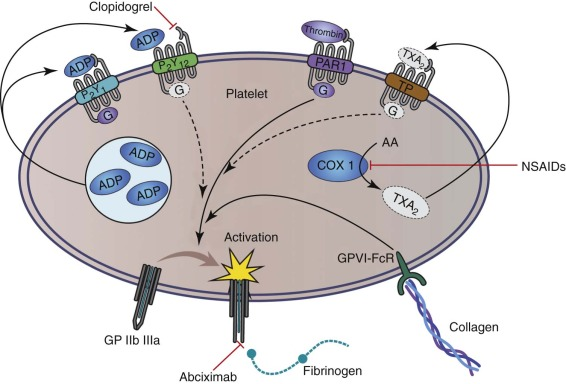 Clopidogrel
ADP
P2Y12
G
ADP
P2Y1
G
Thrombin
PAR1
G
TXA2
TP
G
Platelet
ADP
ADP
ADP
AA
COX 1
TXA2
NSAIDs
Activation
GPVI-FcR
GP IIb IIIa
Collagen
Abciximab
Fibrinogen